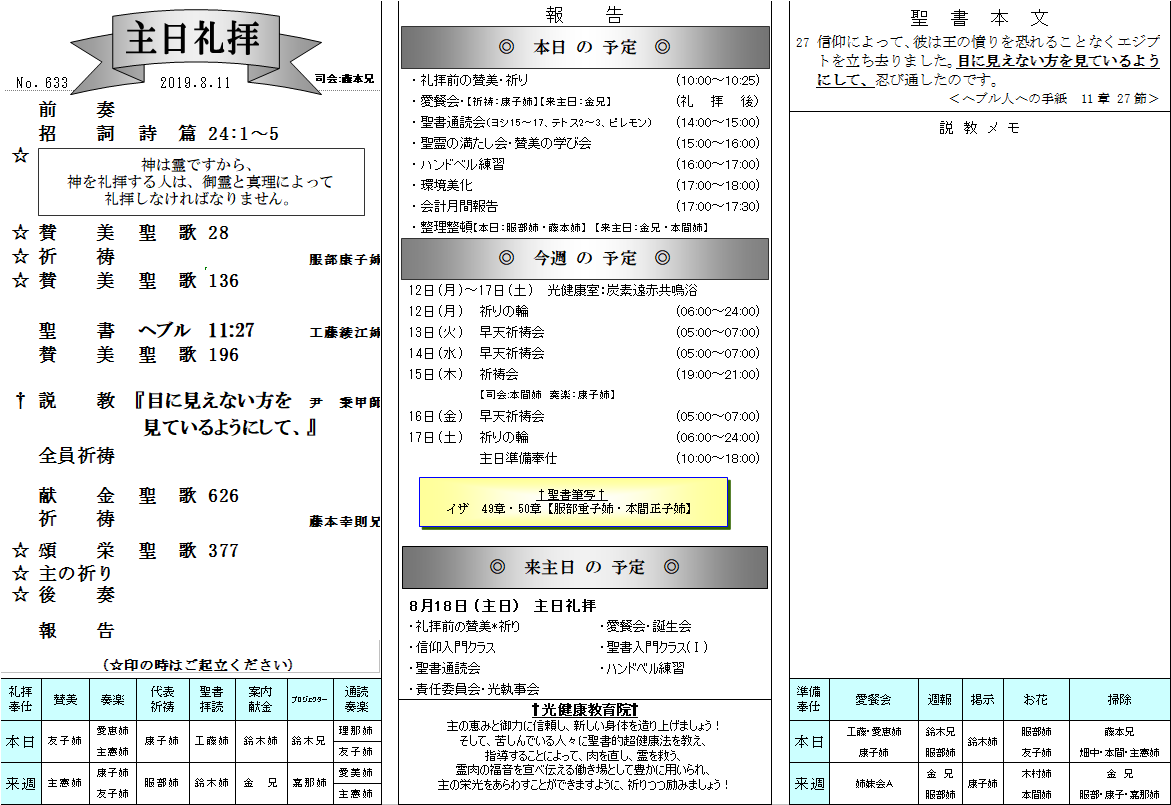 主日礼拝
No. 633
2019.8.11
司会:藤本兄
前　奏
招　詞　詩　篇　24:1～5
☆
神は霊ですから、
神を礼拝する人は、御霊と真理によって
礼拝しなければなりません。
☆ 賛　美　聖　歌　28
☆ 祈　祷　服部康子姉
☆ 賛　美　聖　歌　136
聖　書　ヘブル　11:27　工藤綾江姉
賛　美　聖　歌　196
† 説　教　『目に見えない方を　尹　秉甲師
見ているようにして、』
全員祈祷
献　金　聖　歌　626
祈　祷　藤本幸則兄
☆ 頌　栄　聖　歌　377
☆ 主の祈り
☆ 後　奏
報　告
(☆印の時はご起立ください)
礼拝奉仕　賛美　奏楽　代表祈祷　聖書拝読　案内献金　プロジェクター　通読奏楽
本日　友子姉　愛恵姉 主恵姉　康子姉　工藤姉　鈴木姉　鈴木兄　理那姉 友子姉
来週　主恵姉　康子姉 友子姉　服部姉　鈴木姉　金　兄　嘉那姉　愛美姉 主恵姉
報　告
◎　本日 の 予定　◎
・礼拝前の賛美・祈り　(10:00～10:25)
・愛餐会・【祈祷：康子姉】【来主日：金兄】　(礼　拝　後)
・聖書通読会(ヨシ15～17、テトス2～3、ピレモン)　(14:00～15:00)
・聖霊の満たし会・賛美の学び会　(15:00～16:00)
・ハンドベル練習　(16:00～17:00)
・環境美化　(17:00～18:00)
・会計月間報告　(17:00～17:30)
・整理整頓【本日：服部姉・藤本姉】【来主日：金兄・本間姉】
◎　今週 の 予定　◎
12日(月)～17日(土)　光健康室：炭素遠赤共鳴浴
12日(月)　祈りの輪　(06:00～24:00)
13日(火)　早天祈祷会　(05:00～07:00)
14日(水)　早天祈祷会　(05:00～07:00)
15日(木)　祈祷会　(19:00～21:00)
【司会:本間姉　奏楽：康子姉】
16日(金)　早天祈祷会　(05:00～07:00)
17日(土)　祈りの輪　(06:00～24:00)
主日準備奉仕　(10:00～18:00)
†聖書筆写†
イザ　49章・50章【服部重子姉・本間正子姉】
◎　来主日 の 予定　◎
8月18日（主日）　主日礼拝
・礼拝前の賛美*祈り　・愛餐会・誕生会
・信仰入門クラス　・聖書入門クラス(Ⅰ)
・聖書通読会　・ハンドベル練習
・責任委員会・光執事会
†光健康教育院†
主の恵みと御力に信頼し、新しい身体を造り上げましょう！
そして、苦しんでいる人々に聖書的超健康法を教え、
指導することによって、肉を直し、霊を救う、
霊肉の福音を宣べ伝える働き場として豊かに用いられ、
主の栄光をあらわすことができますように、祈りつつ励みましょう！
聖　書　本　文
27 信仰によって、彼は王の憤りを恐れることなくエジプ
トを立ち去りました。目に見えない方を見ているよう
にして、忍び通したのです。
＜ヘブル人への手紙　11章 27節＞
説 教 メ モ
準備奉仕　愛餐会　週報　掲示　お花　掃除
本日　工藤・愛恵姉 康子姉　鈴木兄 服部姉　鈴木姉　服部姉 友子姉　藤本兄 畑中・本間・主恵姉
来週　姉妹会A　金　兄 服部姉　康子姉　木村姉 本間姉　金　兄 服部・康子・嘉那姉